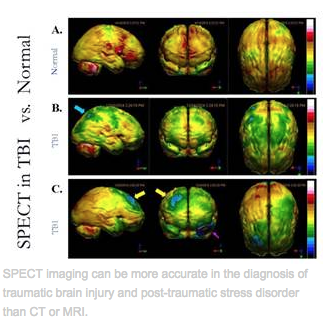 SPECT in TBI vs. Normal
A.
Normal
B.
TBI
C.
TBI
SPECT imaging can be more accurate in the diagnosis of
traumatic brain injury and post-traumatic stress disorder
than CT or MRI.